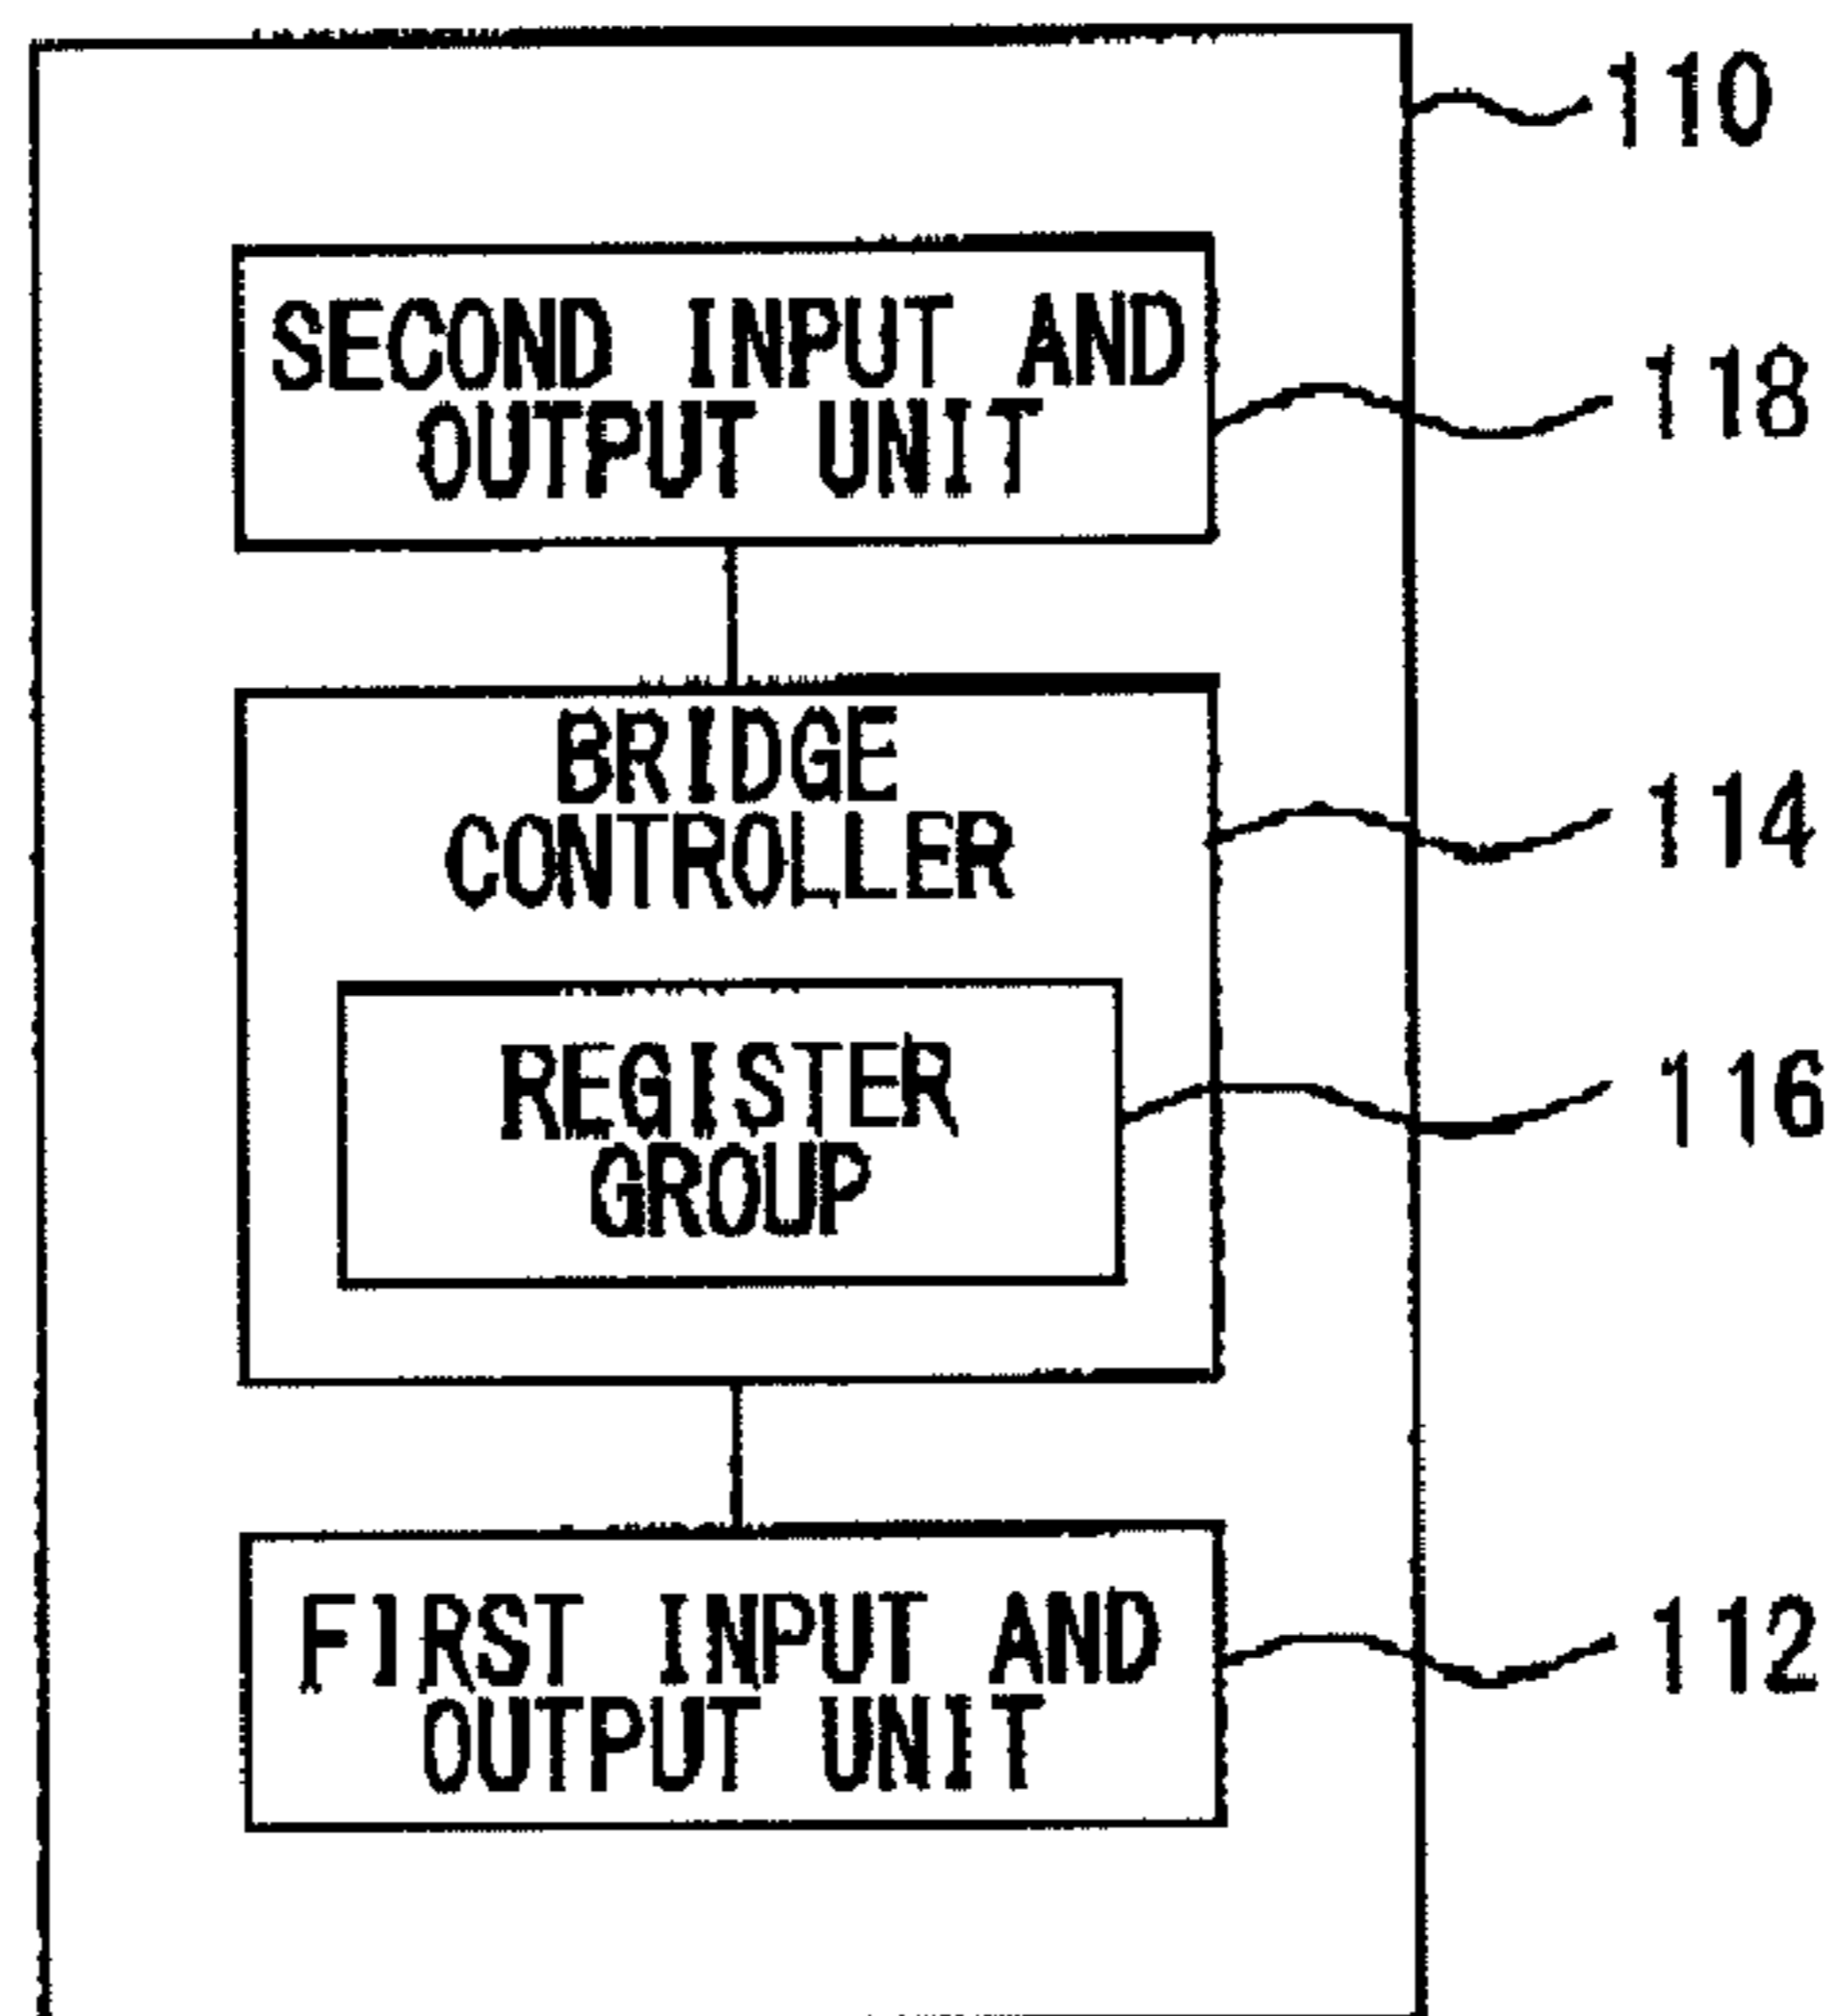 110
SECOND INPUT AND
OUTPUT UNIT
118
BRIDGE
CONTROLLER
114
REGISTER
GROUP
116
FIRST INPUT AND
OUTPUT UNIT
112